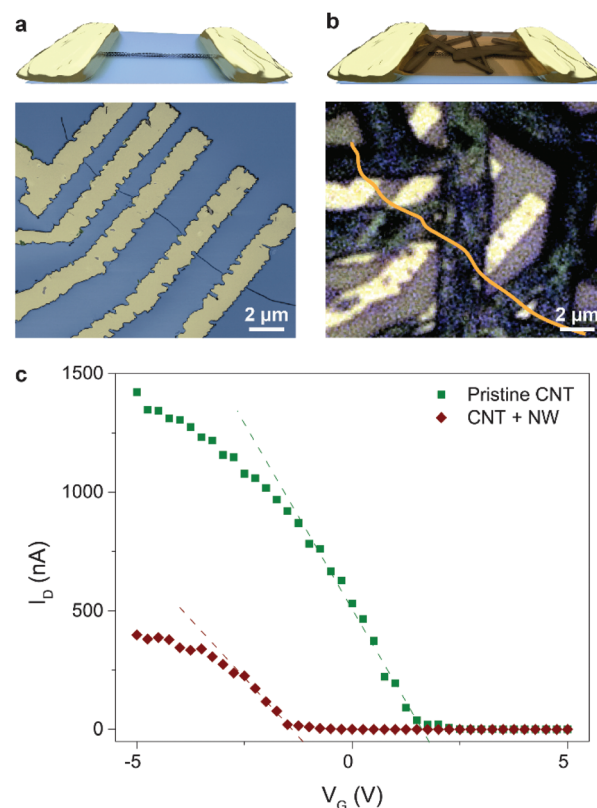 a
b
2 µm
2 µm
c
1500
1000
500
0
I_D (nA)
Pristine CNT
CNT + NW
-5
0
5
V_G (V)